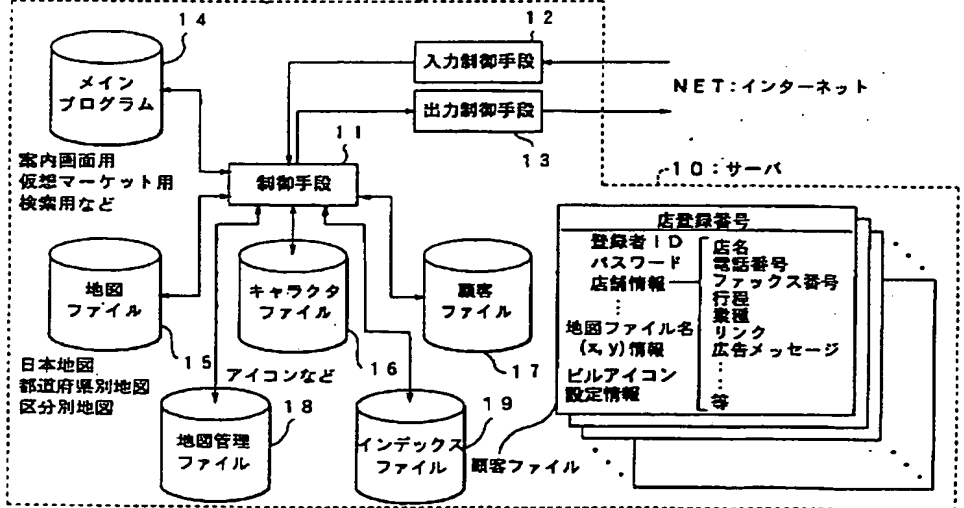 14
メイン
プログラム
案内画面用
仮想マーケット用
検索用など
12
入力制御手段
出力制御手段
13
NET:インターネット
11
制御手段
10:サーバ
地図
ファイル
15
日本地図
都道府県別地図
区分別地図
キャラクタ
ファイル
16
アイコンなど
顧客
ファイル
17
地図管理
ファイル
18
インデックス
ファイル
19
店登録番号
登録者ID
パスワード
店舗情報
⋮
地図ファイル名
(x,y)情報
ビルアイコン
設定情報
店名
電話番号
ファックス番号
行程
業種
リンク
広告メッセージ
⋮
等
顧客ファイル